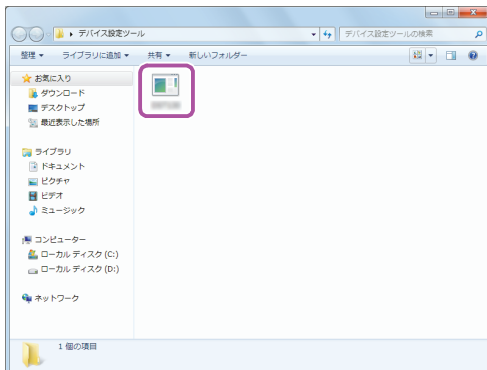 デバイス設定ツール
デバイス設定ツールの検索
整理 ライブラリに追加 共有 新しいフォルダー
お気に入り
ダウンロード
デスクトップ
最近表示した場所
ライブラリ
ドキュメント
ピクチャ
ビデオ
ミュージック
コンピューター
ローカル ディスク (C:)
ローカル ディスク (D:)
ネットワーク
1 個の項目